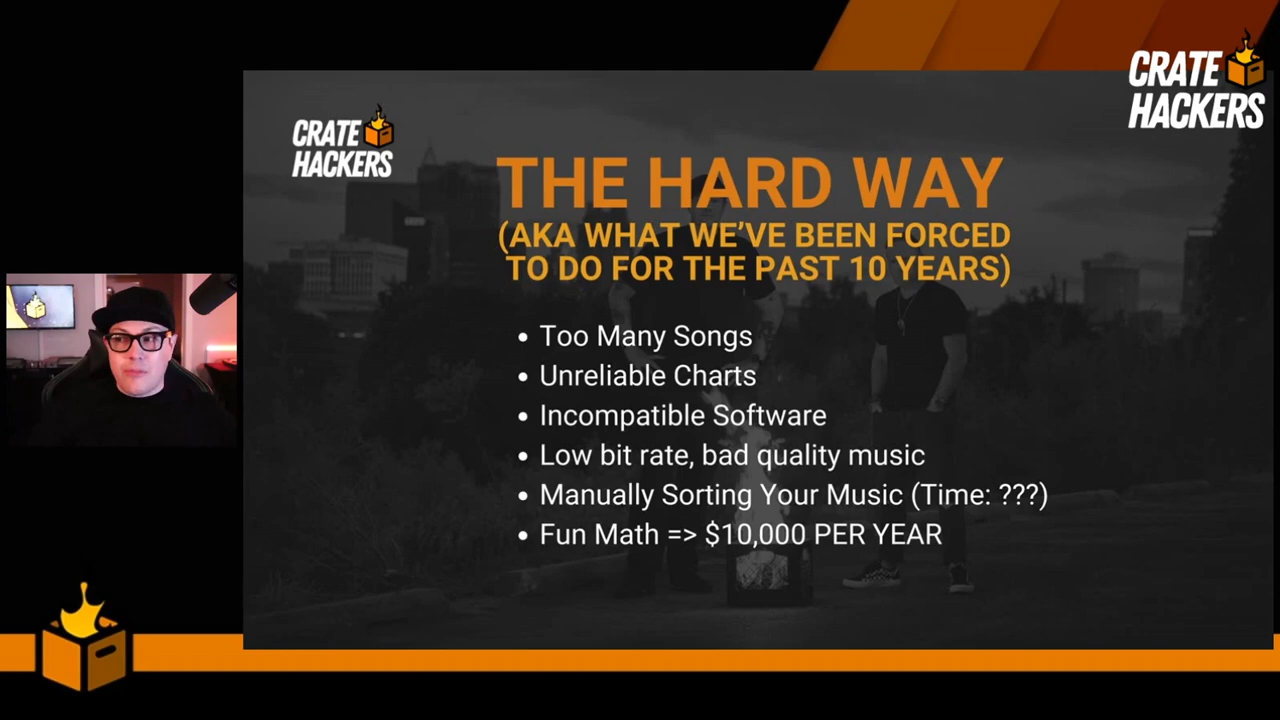 CRATE
HACKERS
CRATE
HACKERS
THE HARD WAY
(AKA WHAT WE’VE BEEN FORCED
TO DO FOR THE PAST 10 YEARS)
• Too Many Songs
• Unreliable Charts
• Incompatible Software
• Low bit rate, bad quality music
• Manually Sorting Your Music (Time: ???)
• Fun Math => $10,000 PER YEAR